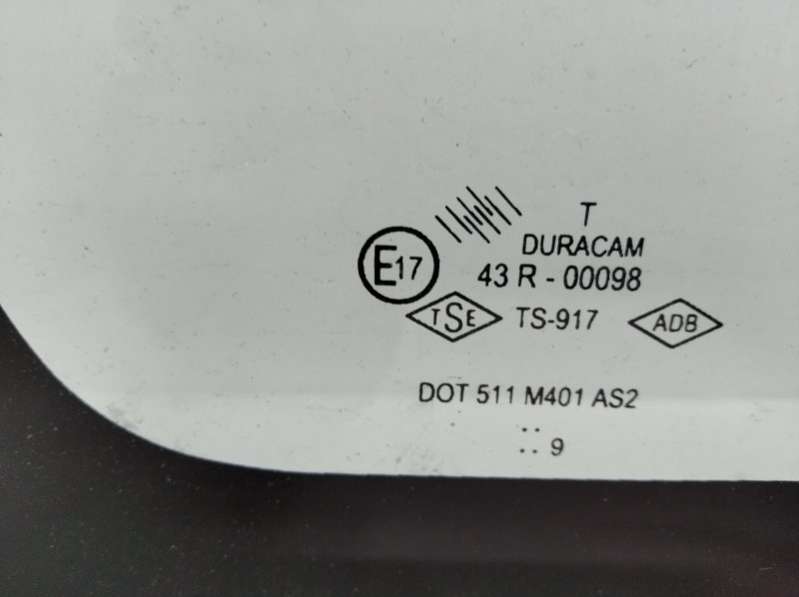 T
DURACAM
E17
43 R - 00098
TSE TS-917 ADB
DOT 511 M401 AS2
..
.. 9